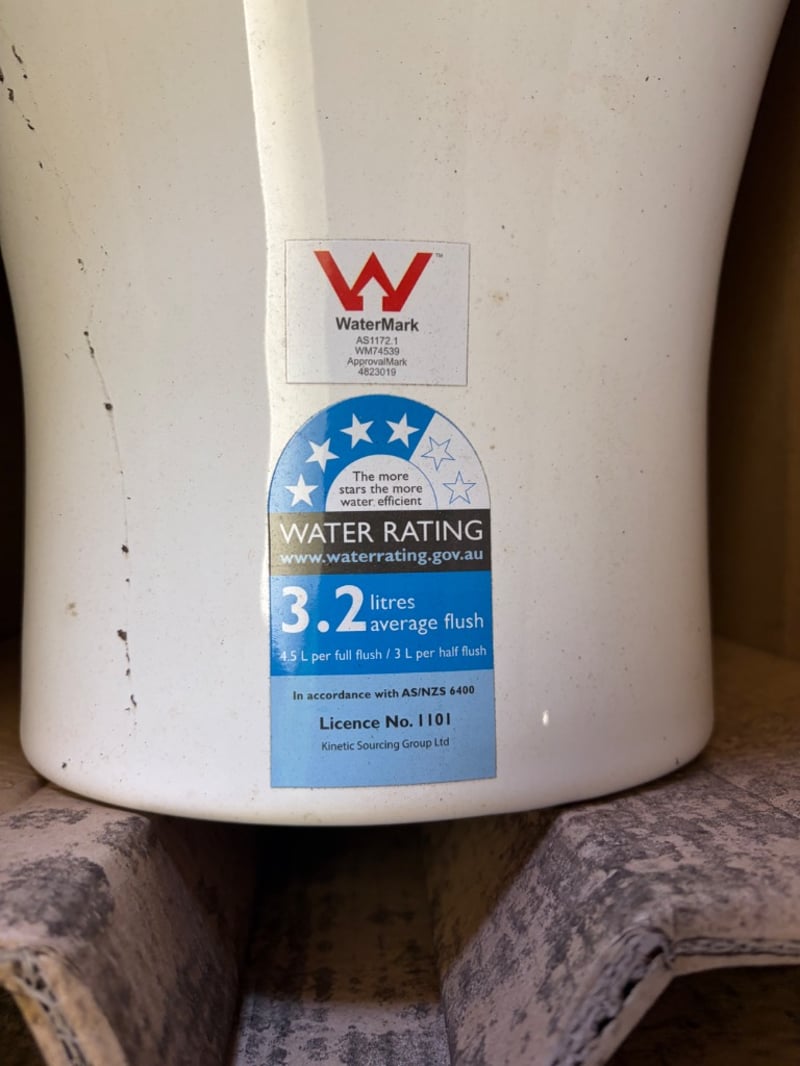 W™
WaterMark
AS1172.1
WM74539
ApprovalMark
4823019
The more
stars the more
water efficient
WATER RATING
www.waterrating.gov.au
3.2 litres
average flush
4.5 L per full flush / 3 L per half flush
In accordance with AS/NZS 6400
Licence No. 1101
Kinetic Sourcing Group Ltd